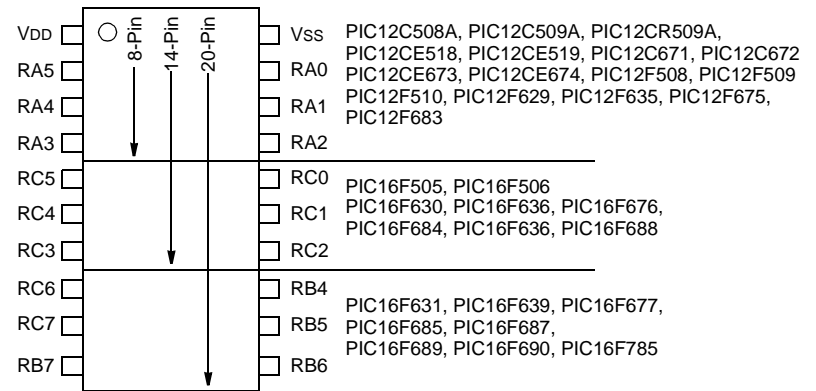 VDD VSS
RA5 RA0
RA4 RA1
RA3 RA2
RC5 RC0
RC4 RC1
RC3 RC2
RC6 RB4
RC7 RB5
RB7 RB6
8-Pin
14-Pin
20-Pin
PIC12C508A, PIC12C509A, PIC12CR509A,
PIC12CE518, PIC12CE519, PIC12C671, PIC12C672
PIC12CE673, PIC12CE674, PIC12F508, PIC12F509
PIC12F510, PIC12F629, PIC12F635, PIC12F675,
PIC12F683
PIC16F505, PIC16F506
PIC16F630, PIC16F636, PIC16F676,
PIC16F684, PIC16F636, PIC16F688
PIC16F631, PIC16F639, PIC16F677,
PIC16F685, PIC16F687,
PIC16F689, PIC16F690, PIC16F785